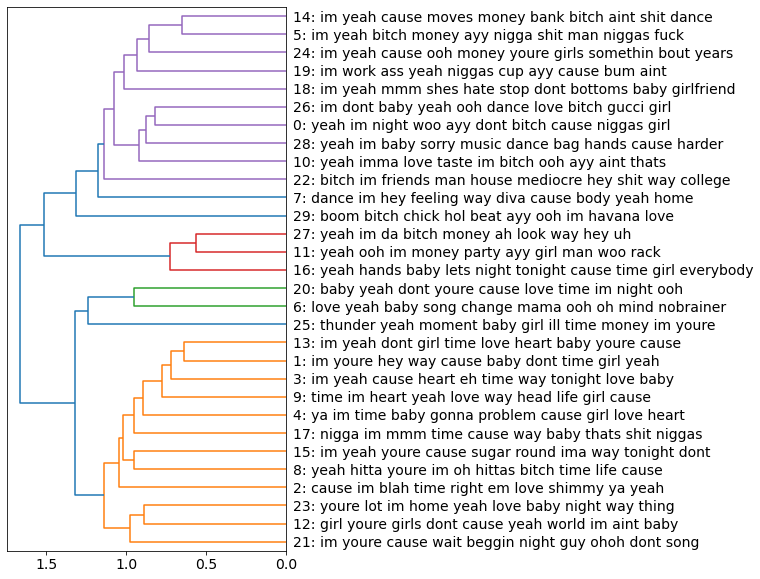 14: im yeah cause moves money bank bitch aint shit dance
5: im yeah bitch money ayy nigga shit man niggas fuck
24: im yeah cause ooh money youre girls somethin bout years
19: im work ass yeah niggas cup ayy cause bum aint
18: im yeah mmm shes hate stop dont bottoms baby girlfriend
26: im dont baby yeah ooh dance love bitch gucci girl
0: yeah im night woo ayy dont bitch cause niggas girl
28: yeah im baby sorry music dance bag hands cause harder
10: yeah imma love taste im bitch ooh ayy aint thats
22: bitch im friends man house mediocre hey shit way college
7: dance im hey feeling way diva cause body yeah home
29: boom bitch chick hol beat ayy ooh im havana love
27: yeah im da bitch money ah look way hey uh
11: yeah ooh im money party ayy girl man woo rack
16: yeah hands baby lets night tonight cause time girl everybody
20: baby yeah dont youre cause love time im night ooh
6: love yeah baby song change mama ooh oh mind nobrainer
25: thunder yeah moment baby girl ill time money im youre
13: im yeah dont girl time love heart baby youre cause
1: im youre hey way cause baby dont time girl yeah
3: im yeah cause heart eh time way tonight love baby
9: time im heart yeah love way head life girl cause
4: ya im time baby gonna problem cause girl love heart
17: nigga im mmm time cause way baby thats shit niggas
15: im yeah youre cause sugar round ima way tonight dont
8: yeah hitta youre im oh hittas bitch time life cause
2: cause im blah time right em love shimmy ya yeah
23: youre lot im home yeah love baby night way thing
12: girl youre girls dont cause yeah world im aint baby
21: im youre cause wait beggin night guy ohoh dont song
1.5 1.0 0.5 0.0